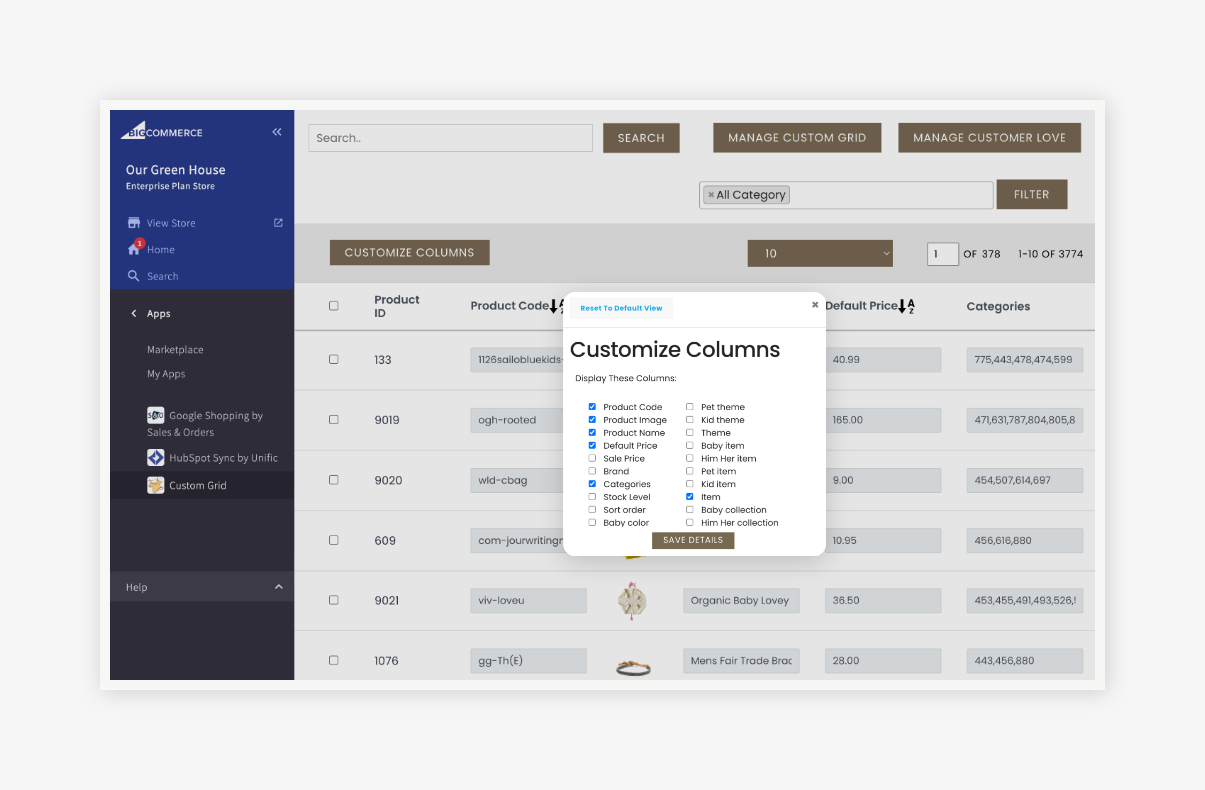 BIGCOMMERCE
Our Green House
Enterprise Plan Store
View Store
1
Home
Search
Apps
Marketplace
My Apps
Google Shopping by
Sales & Orders
HubSpot Sync by Unific
Custom Grid
Help
Search..
SEARCH
MANAGE CUSTOM GRID
MANAGE CUSTOMER LOVE
× All Category
FILTER
CUSTOMIZE COLUMNS
10
1 OF 378 1-10 OF 3774
Product
ID
Product Code
Default Price
A
Z
Categories
133
1126sailobluekids-
40.99
775,443,478,474,599
9019
ogh-rooted
165.00
471,631,787,804,805,8
9020
wld-cbag
9.00
454,507,614,697
609
com-jourwritingr
10.95
456,616,880
9021
viv-loveu
Organic Baby Lovey
36.50
453,455,491,493,526,
1076
gg-Th(E)
Mens Fair Trade Brac
28.00
443,456,880
Reset To Default View
×
Customize Columns
Display These Columns:
Product Code
Product Image
Product Name
Default Price
Sale Price
Brand
Categories
Stock Level
Sort order
Baby color
Pet theme
Kid theme
Theme
Baby item
Him Her item
Pet item
Kid item
Item
Baby collection
Him Her collection
SAVE DETAILS